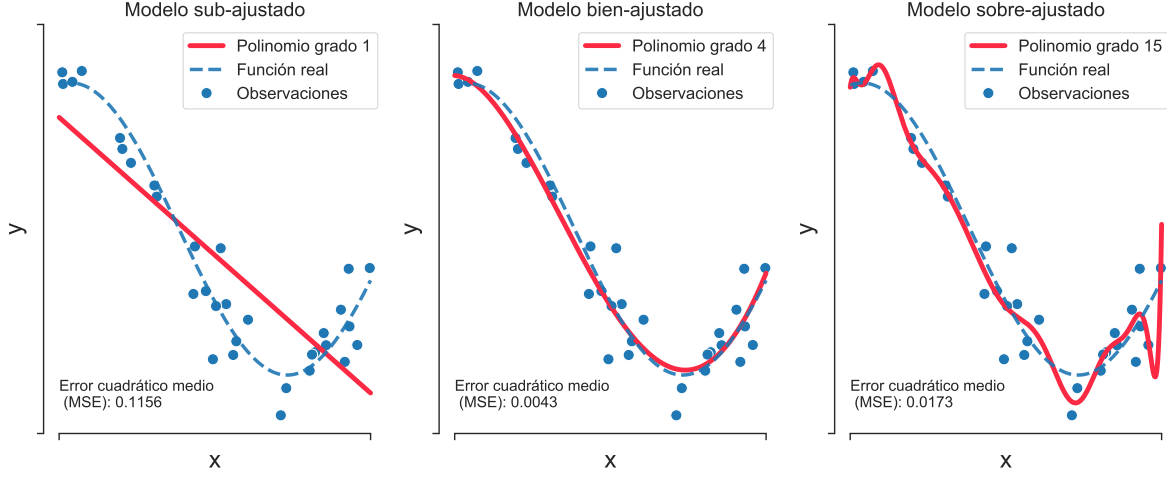 Modelo sub-ajustado
Polinomio grado 1
Función real
Observaciones
y
Error cuadrático medio
(MSE): 0.1156
x
Modelo bien-ajustado
Polinomio grado 4
Función real
Observaciones
y
Error cuadrático medio
(MSE): 0.0043
x
Modelo sobre-ajustado
Polinomio grado 15
Función real
Observaciones
y
Error cuadrático medio
(MSE): 0.0173
x